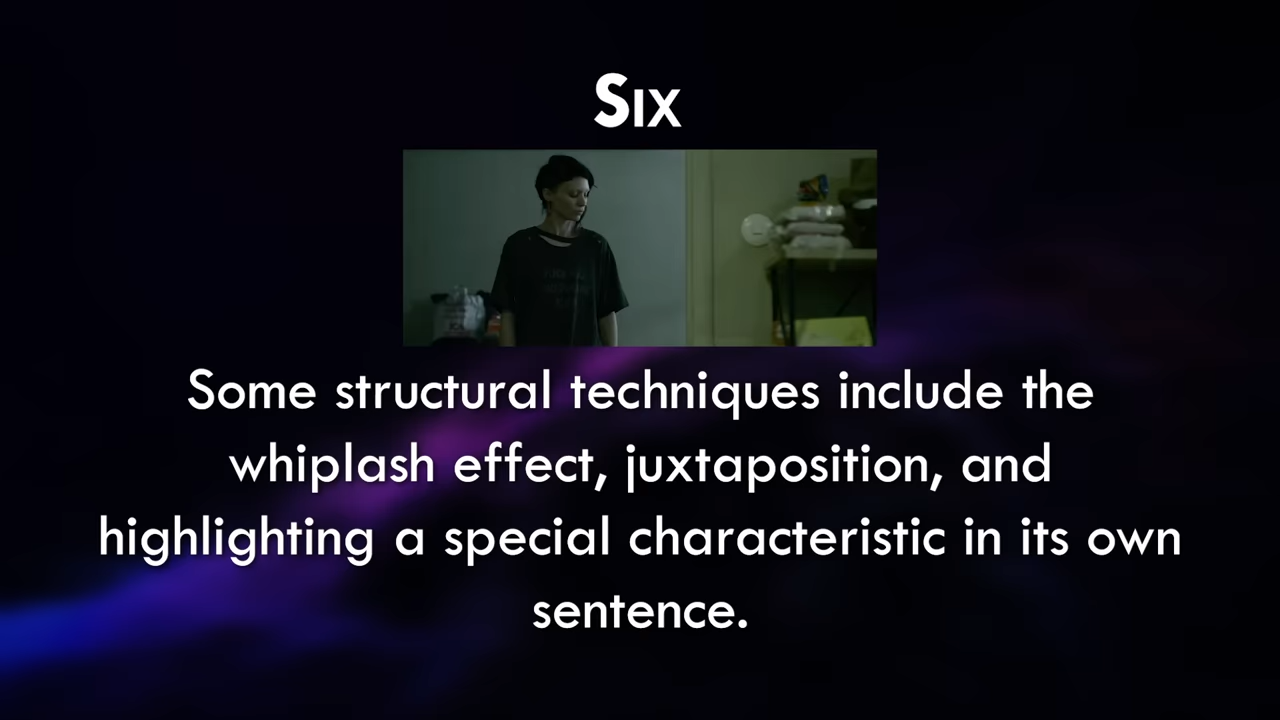 Six
Some structural techniques include the
whiplash effect, juxtaposition, and
highlighting a special characteristic in its own
sentence.